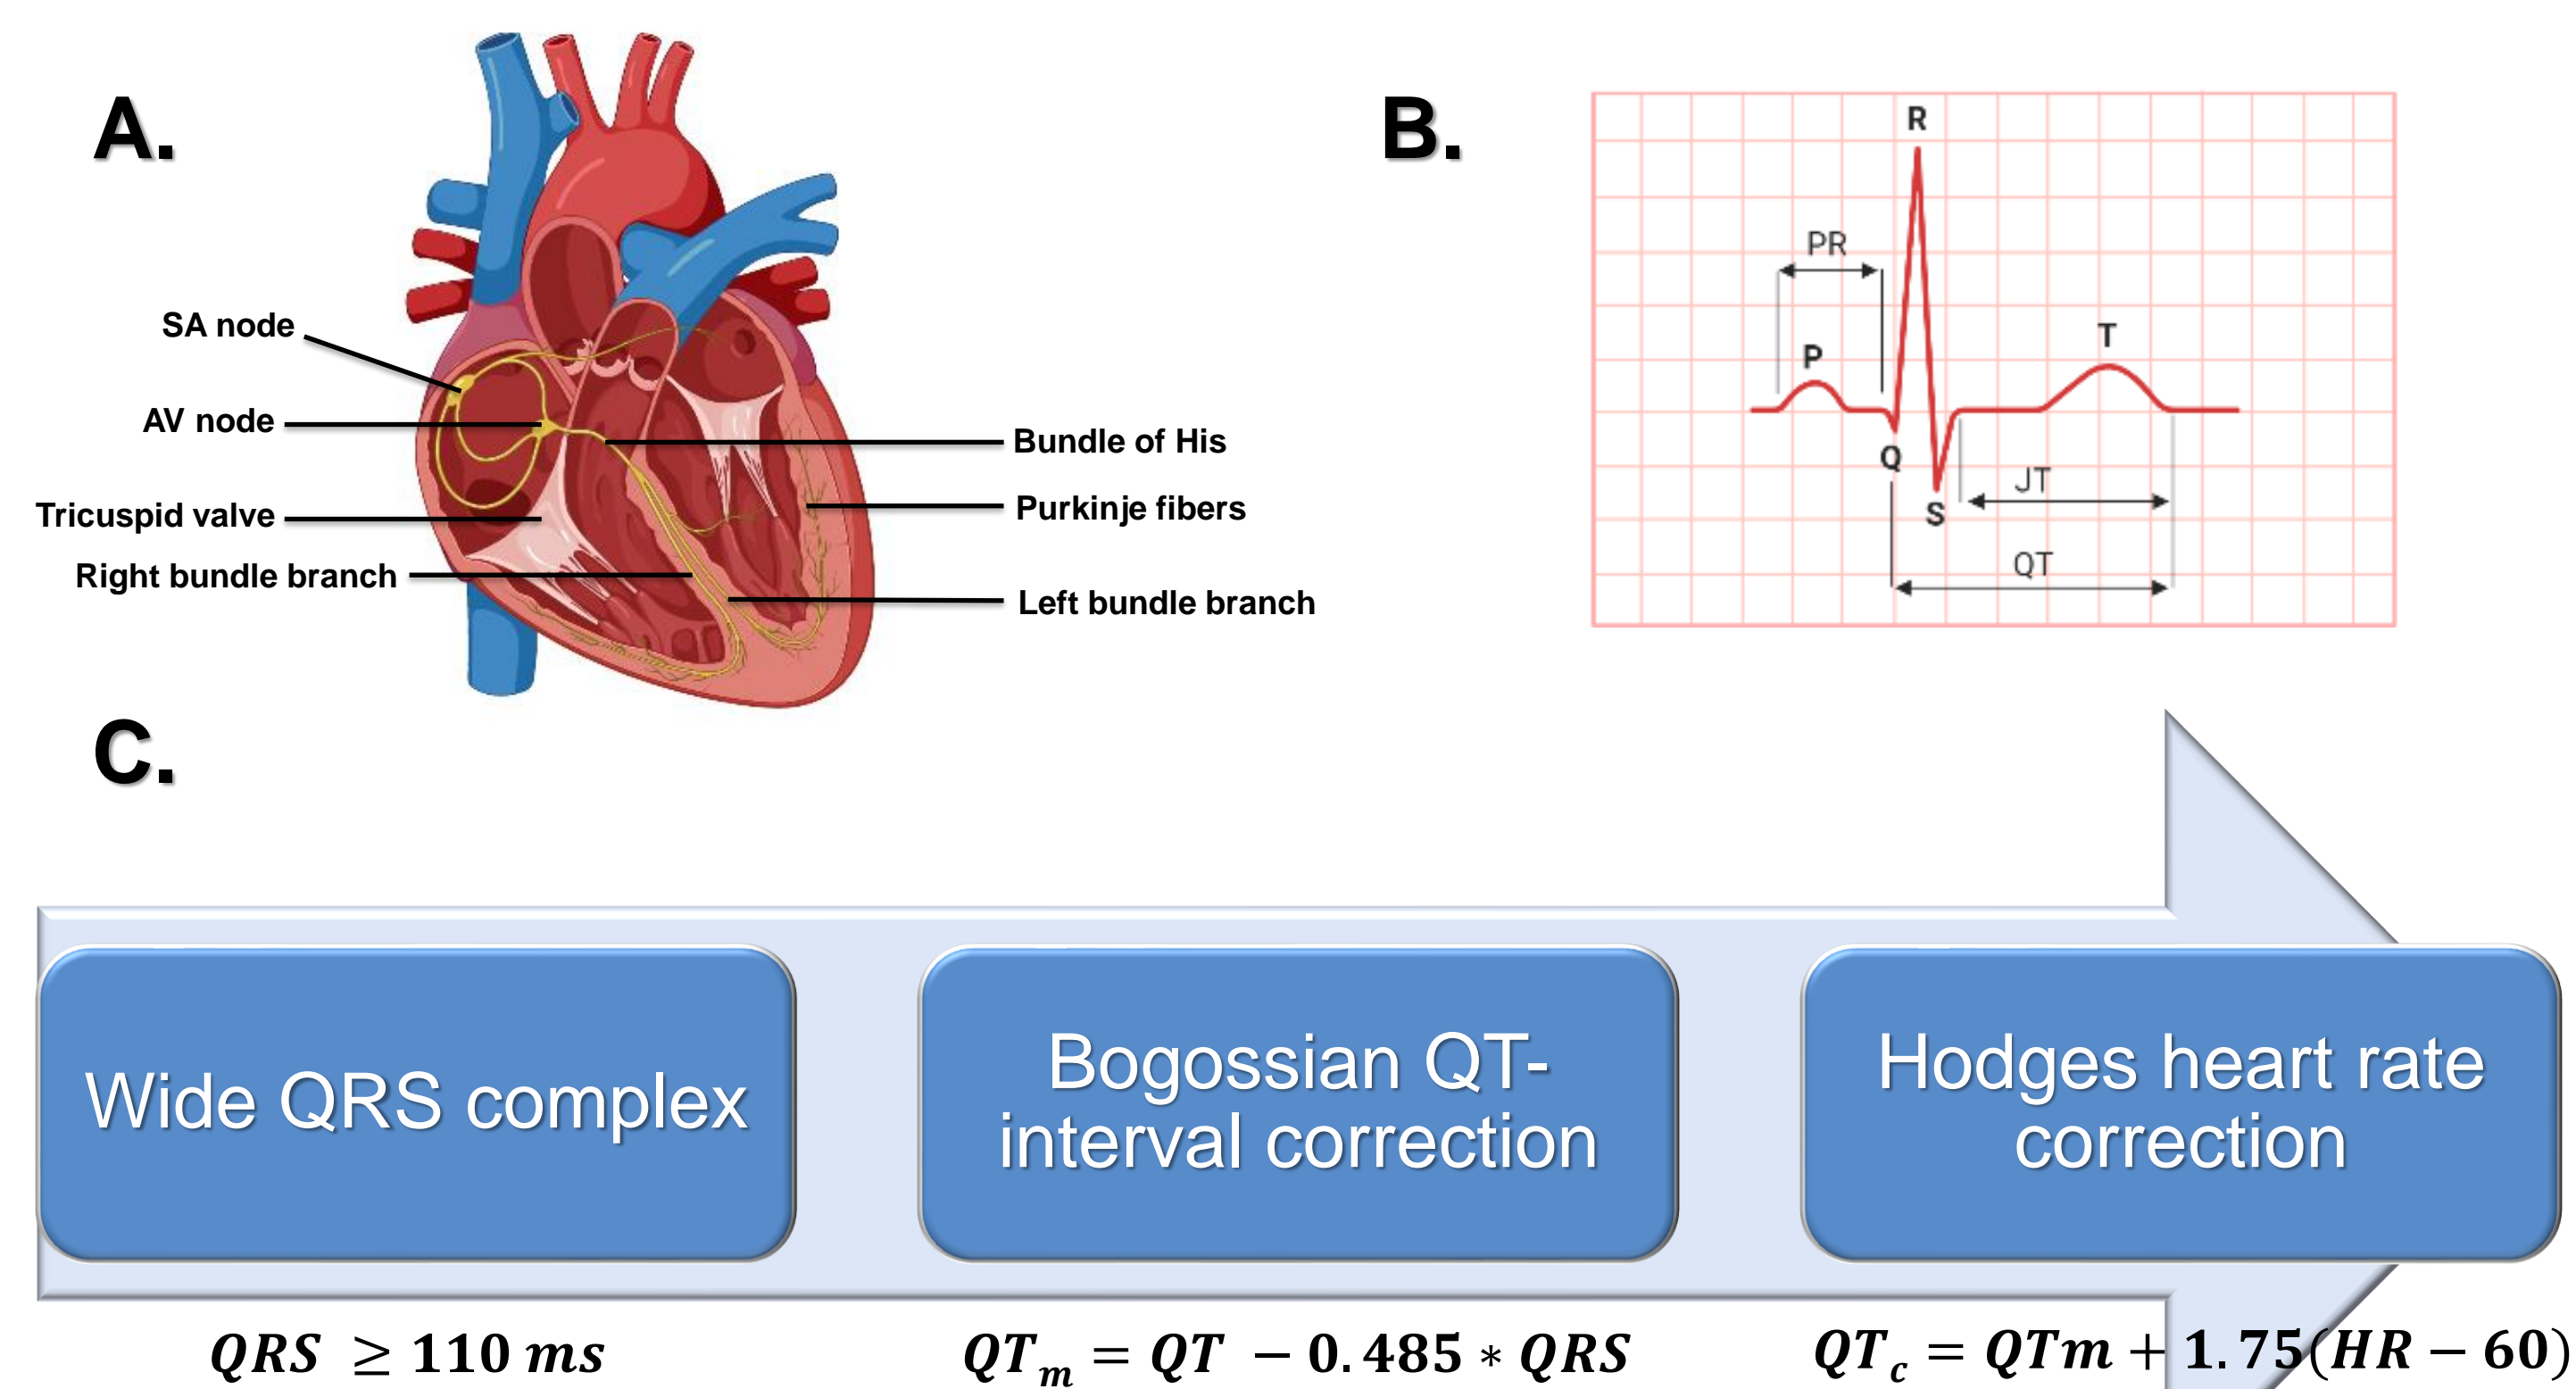 A.
SA node
AV node
Tricuspid valve
Right bundle branch
Bundle of His
Purkinje fibers
Left bundle branch
B.
R
PR
P
T
Q
S
JT
QT
C.
Wide QRS complex
Bogossian QT-
interval correction
Hodges heart rate
correction
QRS ≥ 110 ms
QTₘ = QT − 0.485 * QRS
QT꜀ = QTm + 1.75(HR − 60)